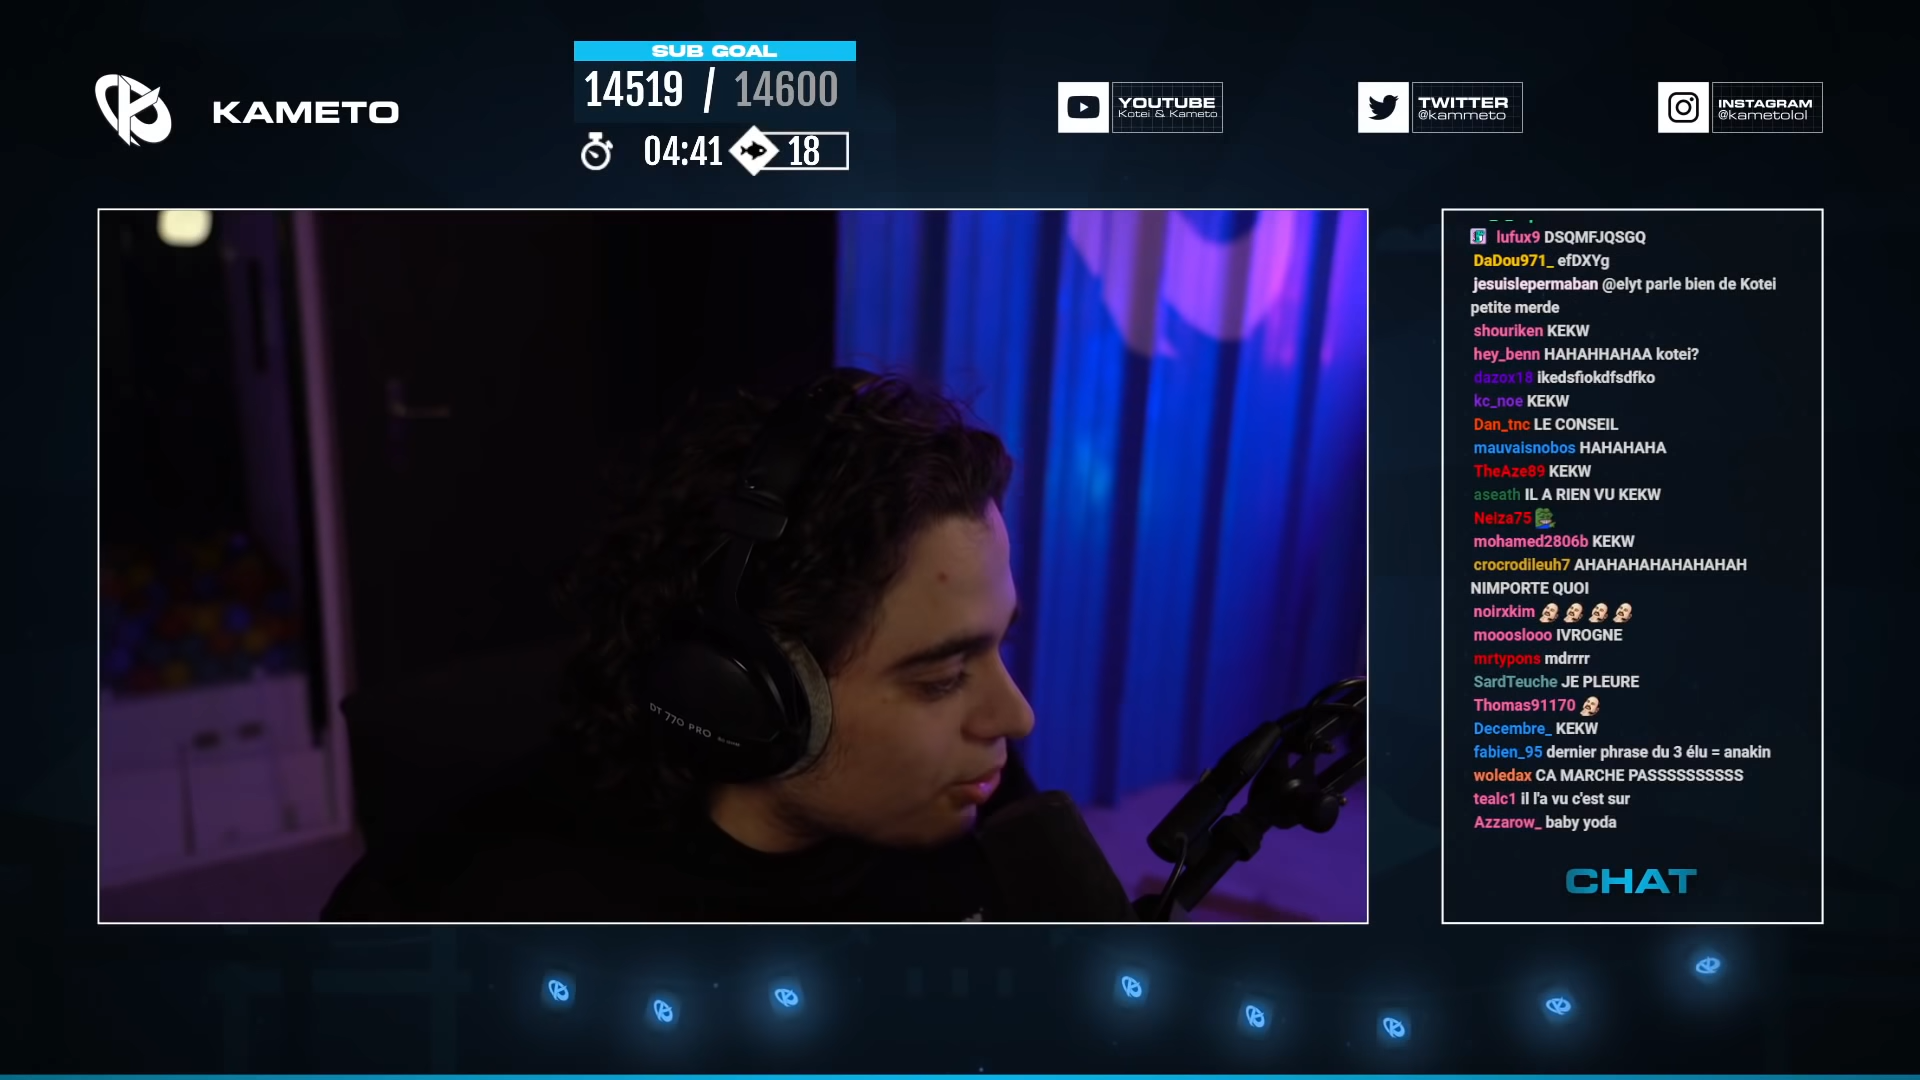 KAMETO
SUB GOAL
14519 / 14600
04:41
18
YOUTUBE
Kotei & Kameto
TWITTER
@kammeto
INSTAGRAM
@kametolol
DT 770 PRO
lufux9 DSQMFJQSGQ
DaDou971_ efDXYg
jesuislepermaban @elyt parle bien de Kotei
petite merde
shouriken KEKW
hey_benn HAHAHHAHAA kotei?
dazox18 ikedsfiokdfsdfko
kc_noe KEKW
Dan_tnc LE CONSEIL
mauvaisnobos HAHAHAHA
TheAze89 KEKW
aseath IL A RIEN VU KEKW
Neiza75
mohamed2806b KEKW
crocrodileuh7 AHAHAHAHAHAHAHAH
NIMPORTE QUOI
noirxkim
moooslooo IVROGNE
mrtypons mdrrrr
SardTeuche JE PLEURE
Thomas91170
Decembre_ KEKW
fabien_95 dernier phrase du 3 élu = anakin
woledax CA MARCHE PASSSSSSSSSS
tealc1 il l'a vu c'est sur
Azzarow_ baby yoda
CHAT